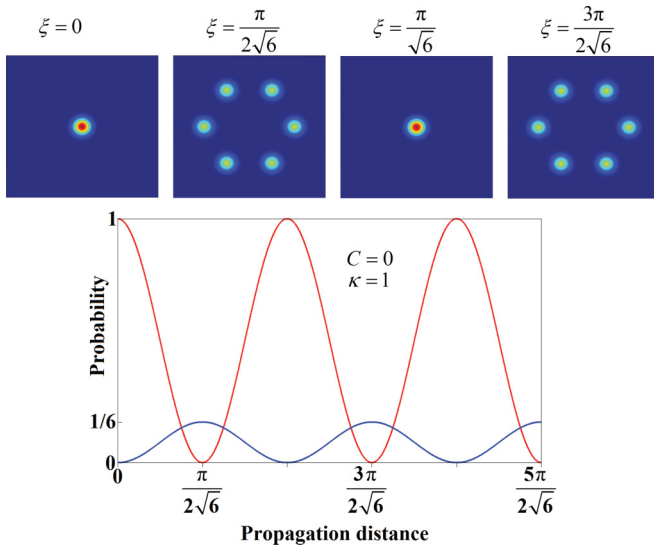 ξ = 0
ξ = π/2√6
ξ = π/√6
ξ = 3π/2√6
1
C = 0
κ = 1
Probability
1/6
0
0
π/2√6
3π/2√6
5π/2√6
Propagation distance